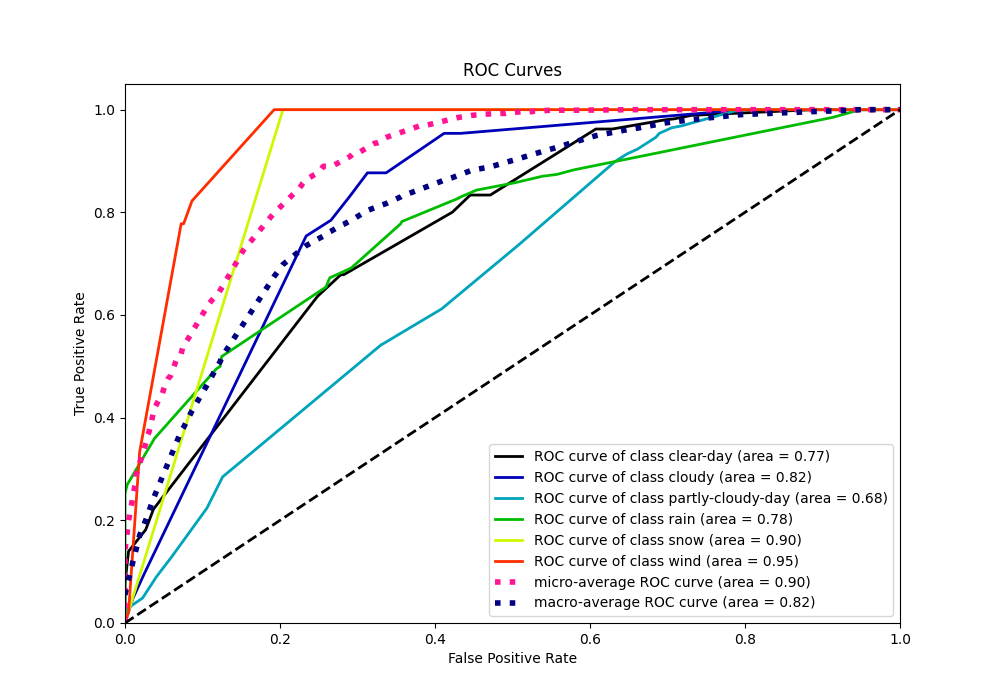 ROC Curves
True Positive Rate
1.0
0.8
0.6
0.4
0.2
0.0
ROC curve of class clear-day (area = 0.77)
ROC curve of class cloudy (area = 0.82)
ROC curve of class partly-cloudy-day (area = 0.68)
ROC curve of class rain (area = 0.78)
ROC curve of class snow (area = 0.90)
ROC curve of class wind (area = 0.95)
micro-average ROC curve (area = 0.90)
macro-average ROC curve (area = 0.82)
0.0 0.2 0.4 0.6 0.8 1.0
False Positive Rate